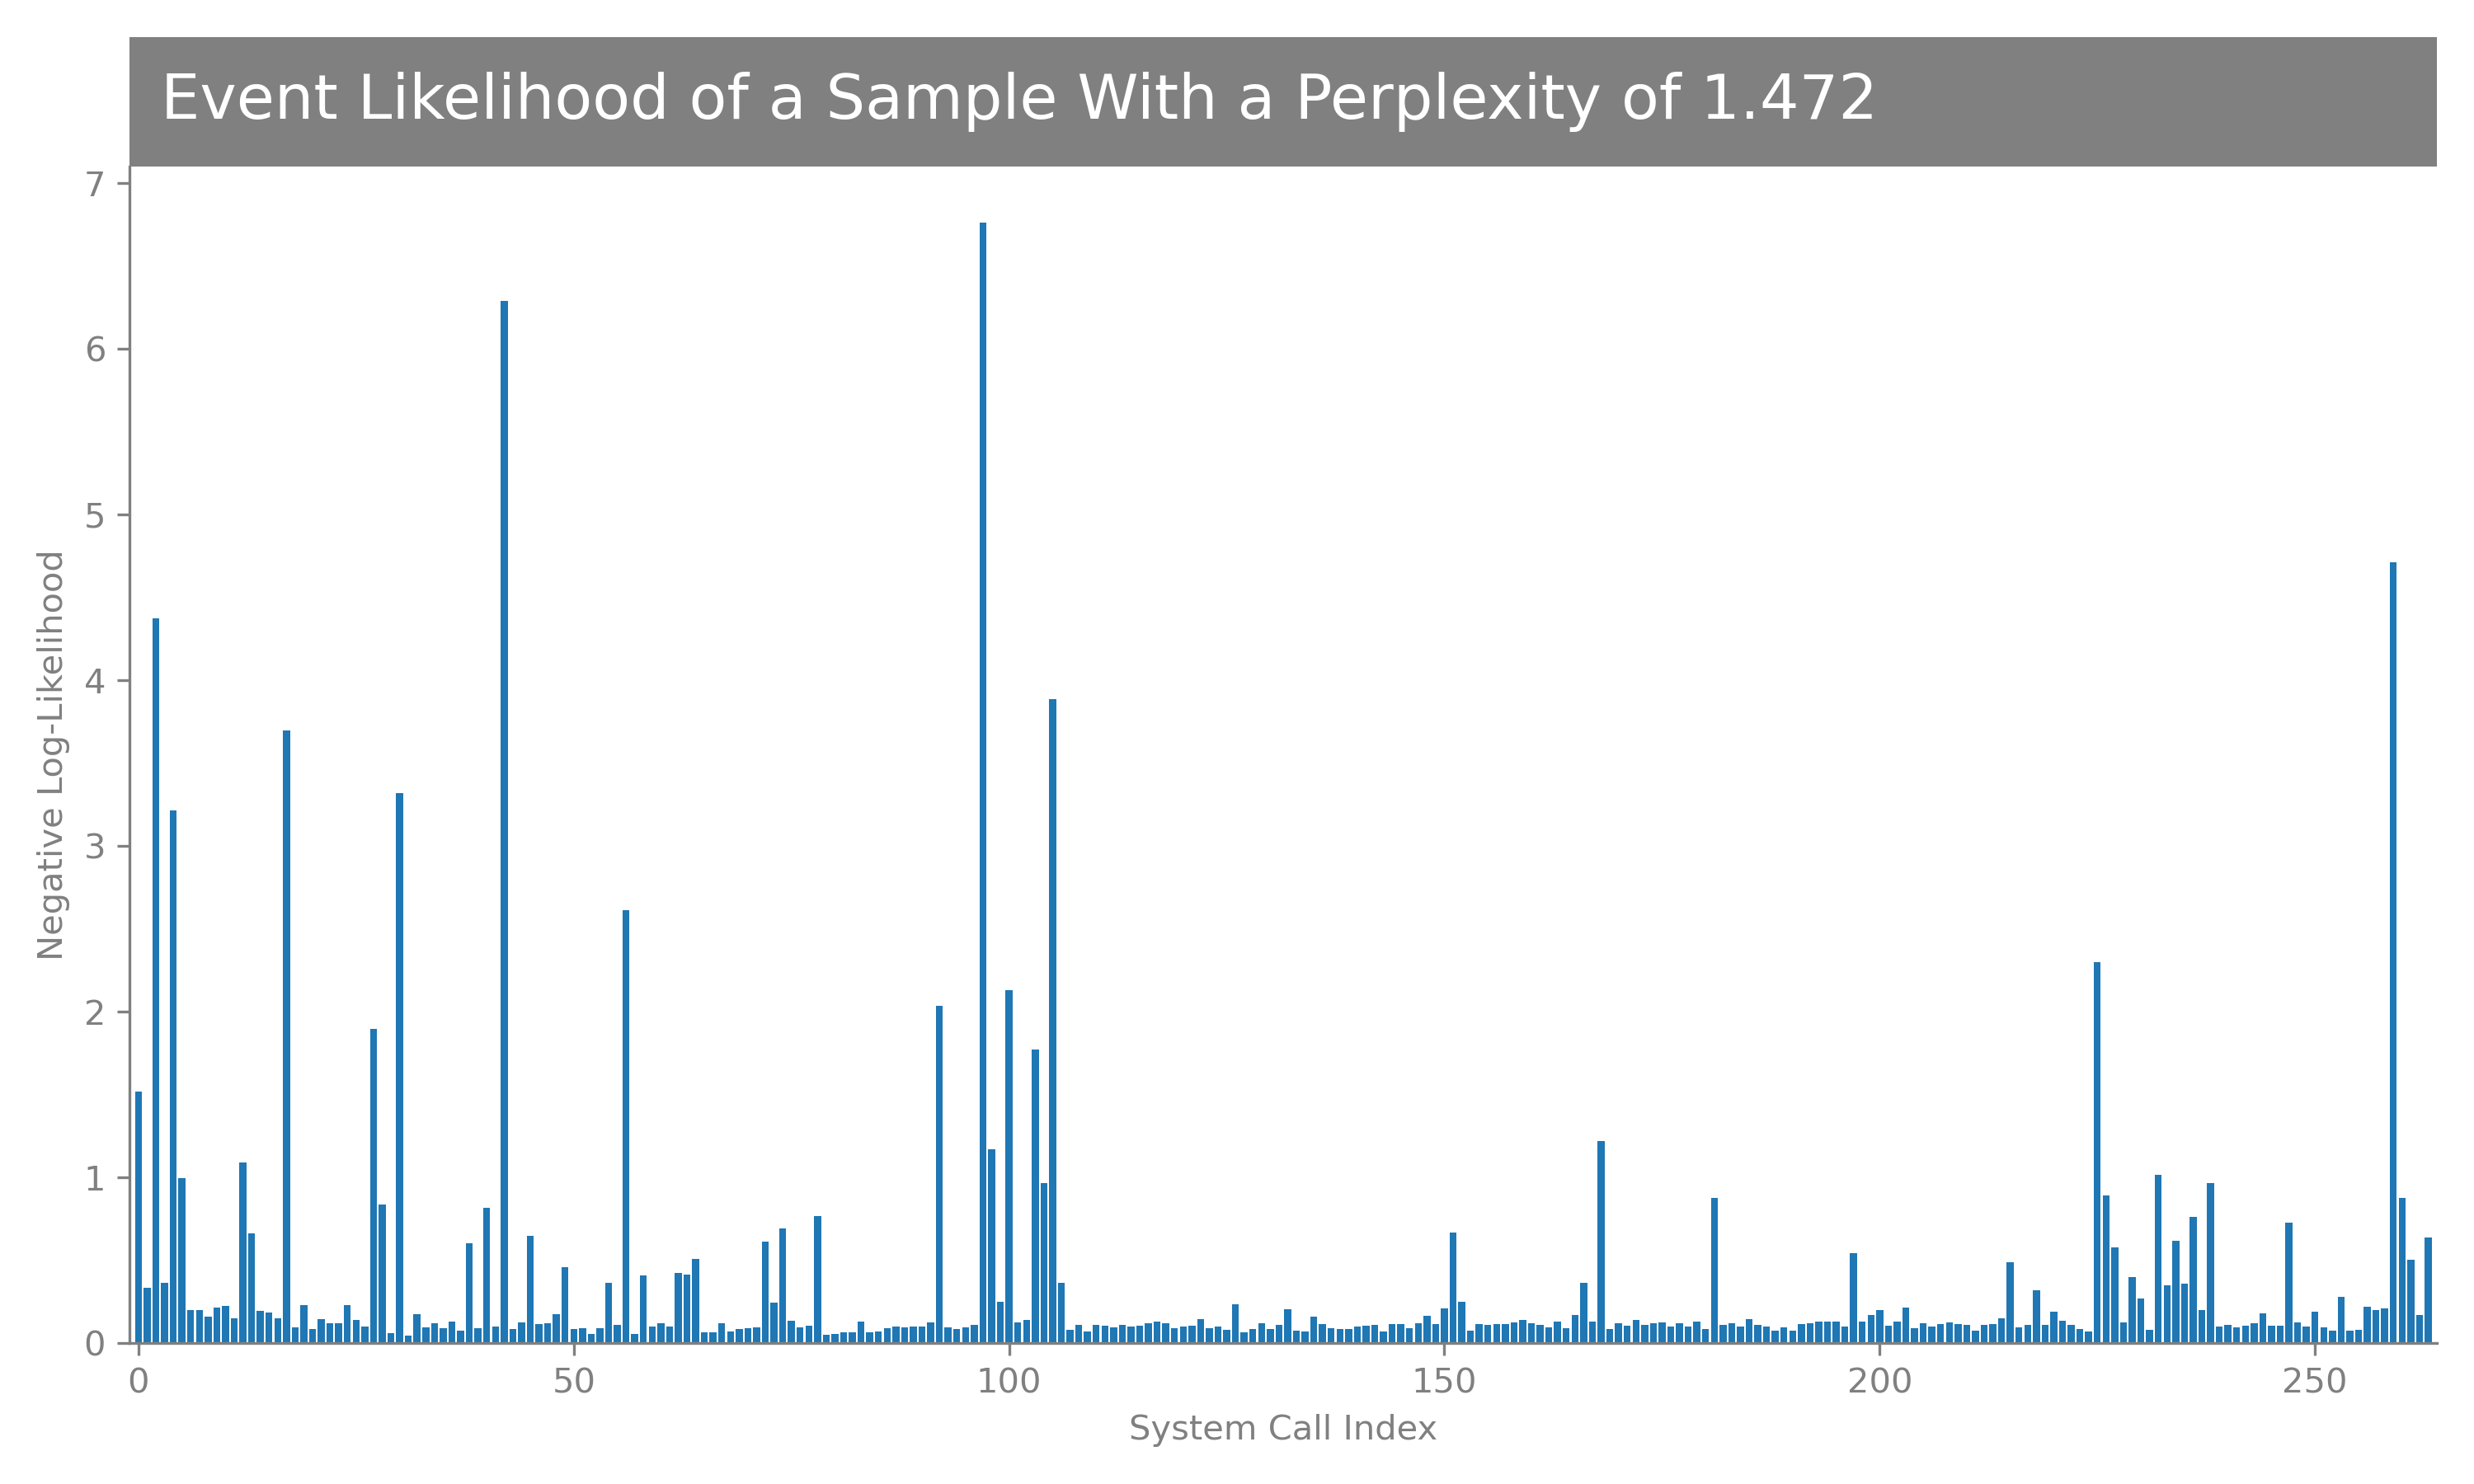 Event Likelihood of a Sample With a Perplexity of 1.472
Negative Log-Likelihood
7
6
5
4
3
2
1
0
0 50 100 150 200 250
System Call Index